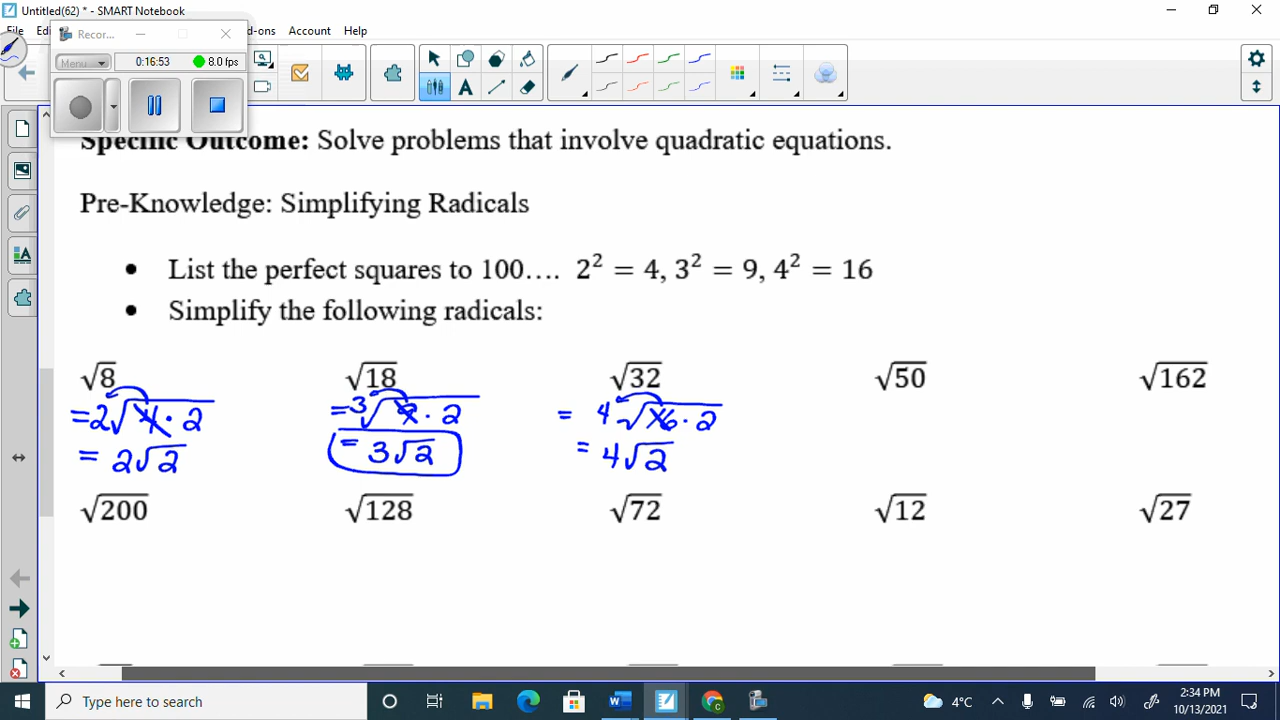 Untitled(62) * - SMART Notebook
File Edi d-ons Account Help
Recor...
Menu 0:16:53 8.0 fps
Specific Outcome: Solve problems that involve quadratic equations.
Pre-Knowledge: Simplifying Radicals
• List the perfect squares to 100…. 2² = 4, 3² = 9, 4² = 16
• Simplify the following radicals:
√8 √18 √32 √50 √162
= 2√4·2 = 3√9·2 = 4√16·2
= 2√2 = 3√2 = 4√2
√200 √128 √72 √12 √27
Type here to search
4°C 2:34 PM
10/13/2021